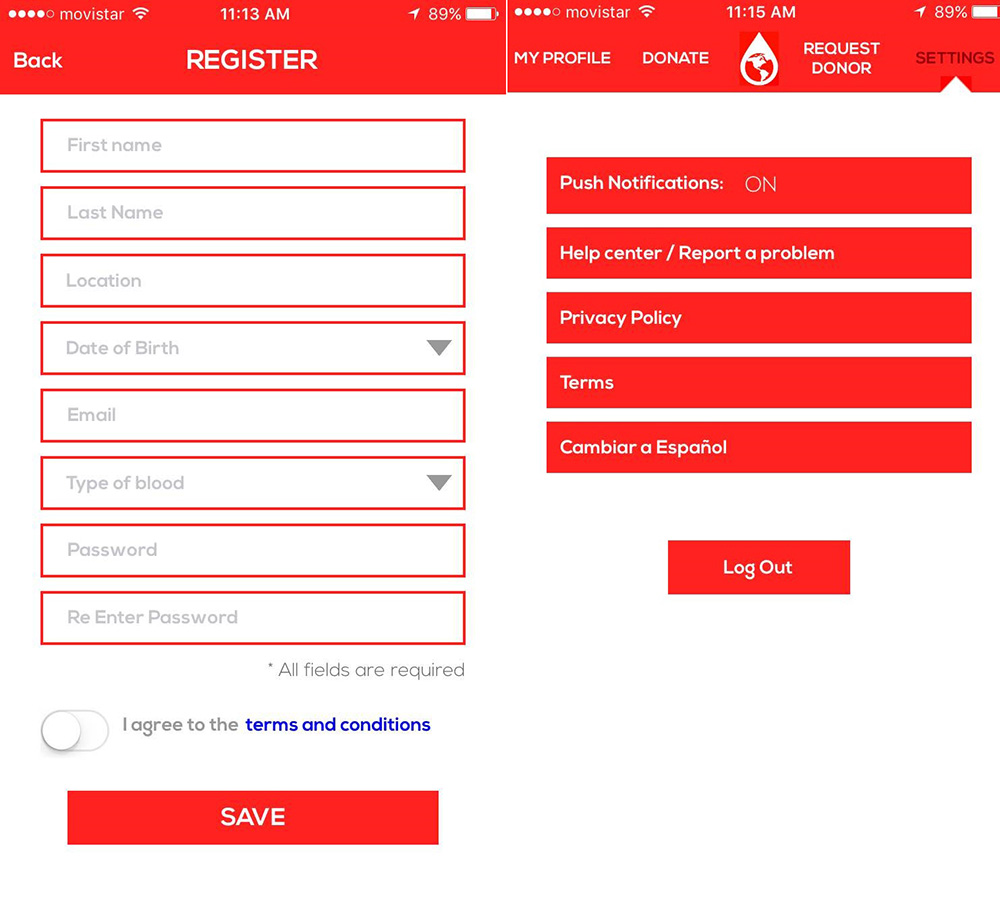 movistar 11:13 AM 89%
Back REGISTER
First name
Last Name
Location
Date of Birth
Email
Type of blood
Password
Re Enter Password
* All fields are required
I agree to the terms and conditions
SAVE
movistar 11:15 AM 89%
MY PROFILE DONATE REQUEST DONOR SETTINGS
Push Notifications: ON
Help center / Report a problem
Privacy Policy
Terms
Cambiar a Español
Log Out